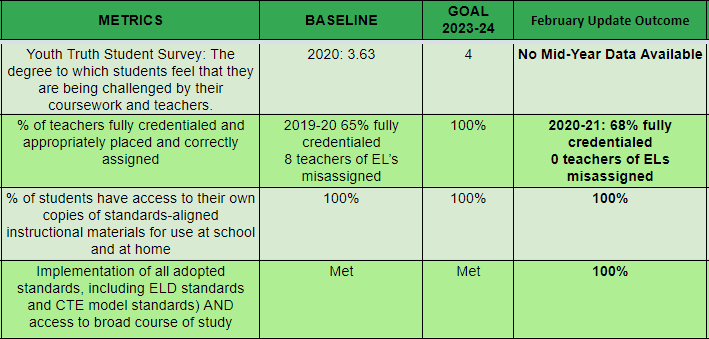 METRICS
BASELINE
GOAL
2023-24
February Update Outcome
Youth Truth Student Survey: The
degree to which students feel that they
are being challenged by their
coursework and teachers.
2020: 3.63
4
No Mid-Year Data Available
% of teachers fully credentialed and
appropriately placed and correctly
assigned
2019-20 65% fully
credentialed
8 teachers of EL's
misassigned
100%
2020-21: 68% fully
credentialed
0 teachers of ELs
misassigned
% of students have access to their own
copies of standards-aligned
instructional materials for use at school
and at home
100%
100%
100%
Implementation of all adopted
standards, including ELD standards
and CTE model standards) AND
access to broad course of study
Met
Met
100%